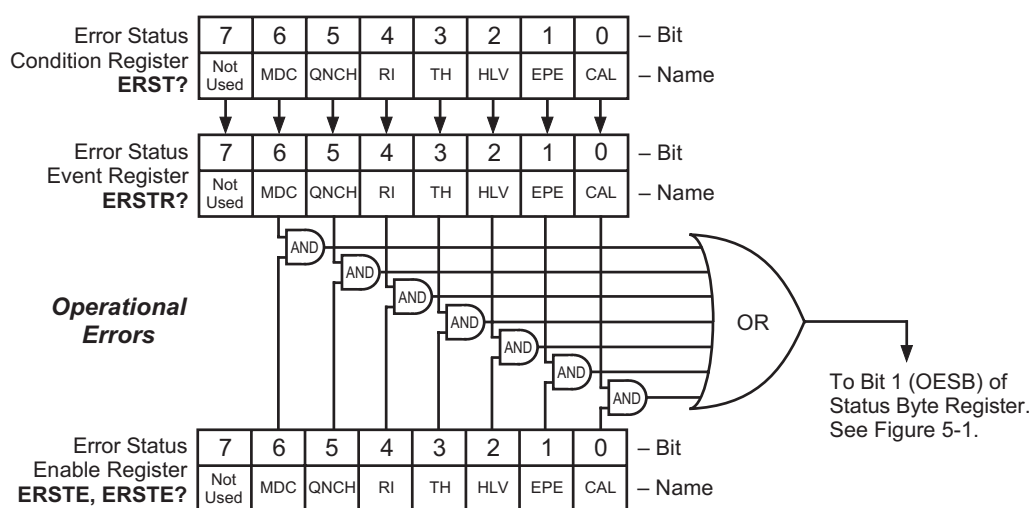 Error Status
Condition Register
ERST?
7 6 5 4 3 2 1 0 – Bit
Not Used MDC QNCH RI TH HLV EPE CAL – Name
Error Status
Event Register
ERSTR?
7 6 5 4 3 2 1 0 – Bit
Not Used MDC QNCH RI TH HLV EPE CAL – Name
AND
AND
AND
AND
AND
AND
AND
OR
Operational
Errors
To Bit 1 (OESB) of
Status Byte Register.
See Figure 5-1.
Error Status
Enable Register
ERSTE, ERSTE?
7 6 5 4 3 2 1 0 – Bit
Not Used MDC QNCH RI TH HLV EPE CAL – Name